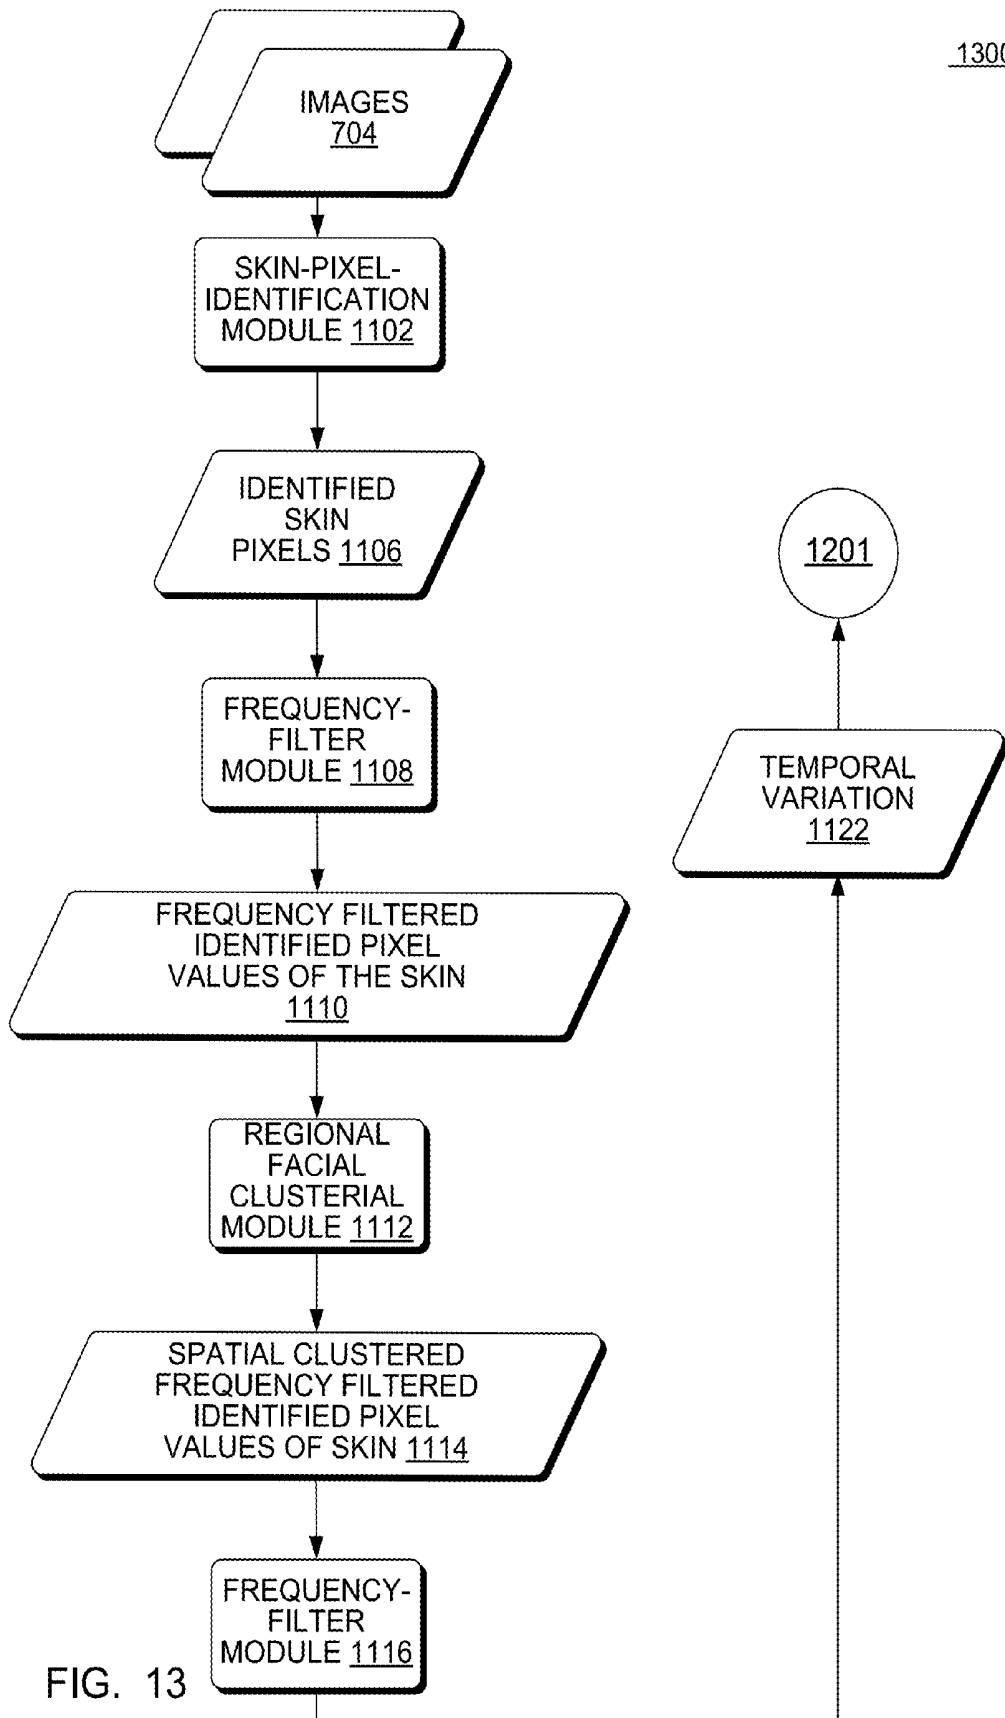 1300
IMAGES
704
SKIN-PIXEL-
IDENTIFICATION
MODULE 1102
IDENTIFIED
SKIN
PIXELS 1106
FREQUENCY-
FILTER
MODULE 1108
FREQUENCY FILTERED
IDENTIFIED PIXEL
VALUES OF THE SKIN
1110
REGIONAL
FACIAL
CLUSTERIAL
MODULE 1112
SPATIAL CLUSTERED
FREQUENCY FILTERED
IDENTIFIED PIXEL
VALUES OF SKIN 1114
FREQUENCY-
FILTER
MODULE 1116
1201
TEMPORAL
VARIATION
1122
FIG. 13